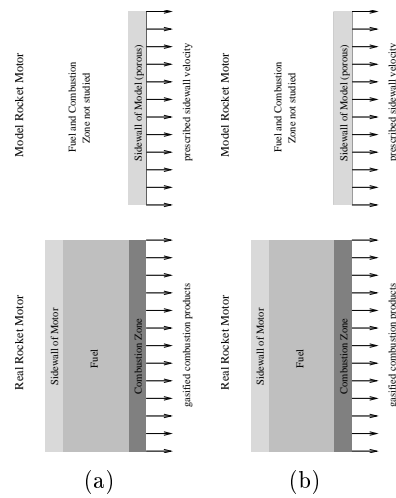 Model Rocket Motor
Fuel and Combustion
Zone not studied
Sidewall of Model (porous)
prescribed sidewall velocity
Real Rocket Motor
Sidewall of Motor
Fuel
Combustion Zone
gasified combustion products
(a)
Model Rocket Motor
Fuel and Combustion
Zone not studied
Sidewall of Model (porous)
prescribed sidewall velocity
Real Rocket Motor
Sidewall of Motor
Fuel
Combustion Zone
gasified combustion products
(b)